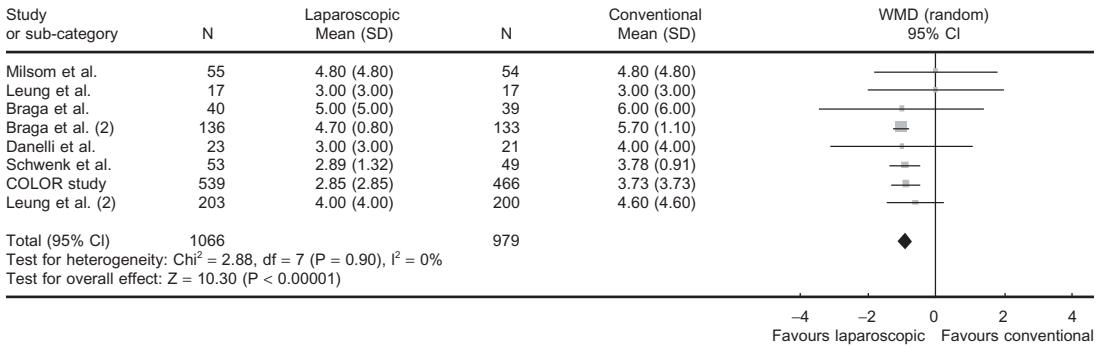 Study Laparoscopic Conventional WMD (random)
or sub-category N Mean (SD) N Mean (SD) 95% CI
Milsom et al. 55 4.80 (4.80) 54 4.80 (4.80)
Leung et al. 17 3.00 (3.00) 17 3.00 (3.00)
Braga et al. 40 5.00 (5.00) 39 6.00 (6.00)
Braga et al. (2) 136 4.70 (0.80) 133 5.70 (1.10)
Danelli et al. 23 3.00 (3.00) 21 4.00 (4.00)
Schwenk et al. 53 2.89 (1.32) 49 3.78 (0.91)
COLOR study 539 2.85 (2.85) 466 3.73 (3.73)
Leung et al. (2) 203 4.00 (4.00) 200 4.60 (4.60)
Total (95% CI) 1066 979
Test for heterogeneity: Chi² = 2.88, df = 7 (P = 0.90), I² = 0%
Test for overall effect: Z = 10.30 (P < 0.00001)
–4 –2 0 2 4
Favours laparoscopic Favours conventional